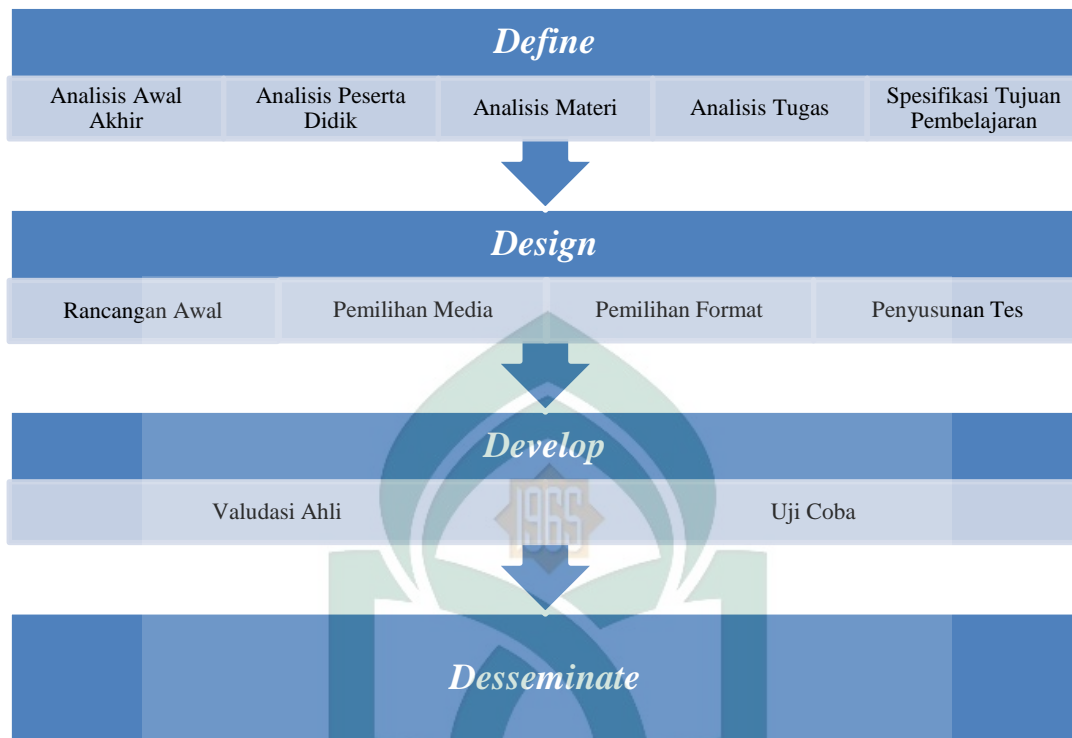 Define
Analisis Awal
Akhir
Analisis Peserta
Didik
Analisis Materi
Analisis Tugas
Spesifikasi Tujuan
Pembelajaran
Design
Rancangan Awal
Pemilihan Media
Pemilihan Format
Penyusunan Tes
Develop
Valudasi Ahli
1965
Uji Coba
Desseminate